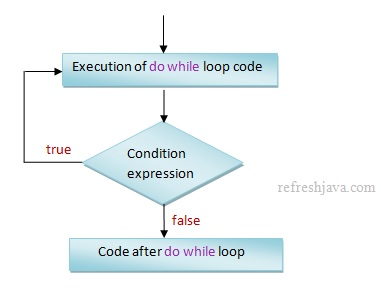 Execution of do while loop code
true
Condition
expression
refreshjava.com
false
Code after do while loop